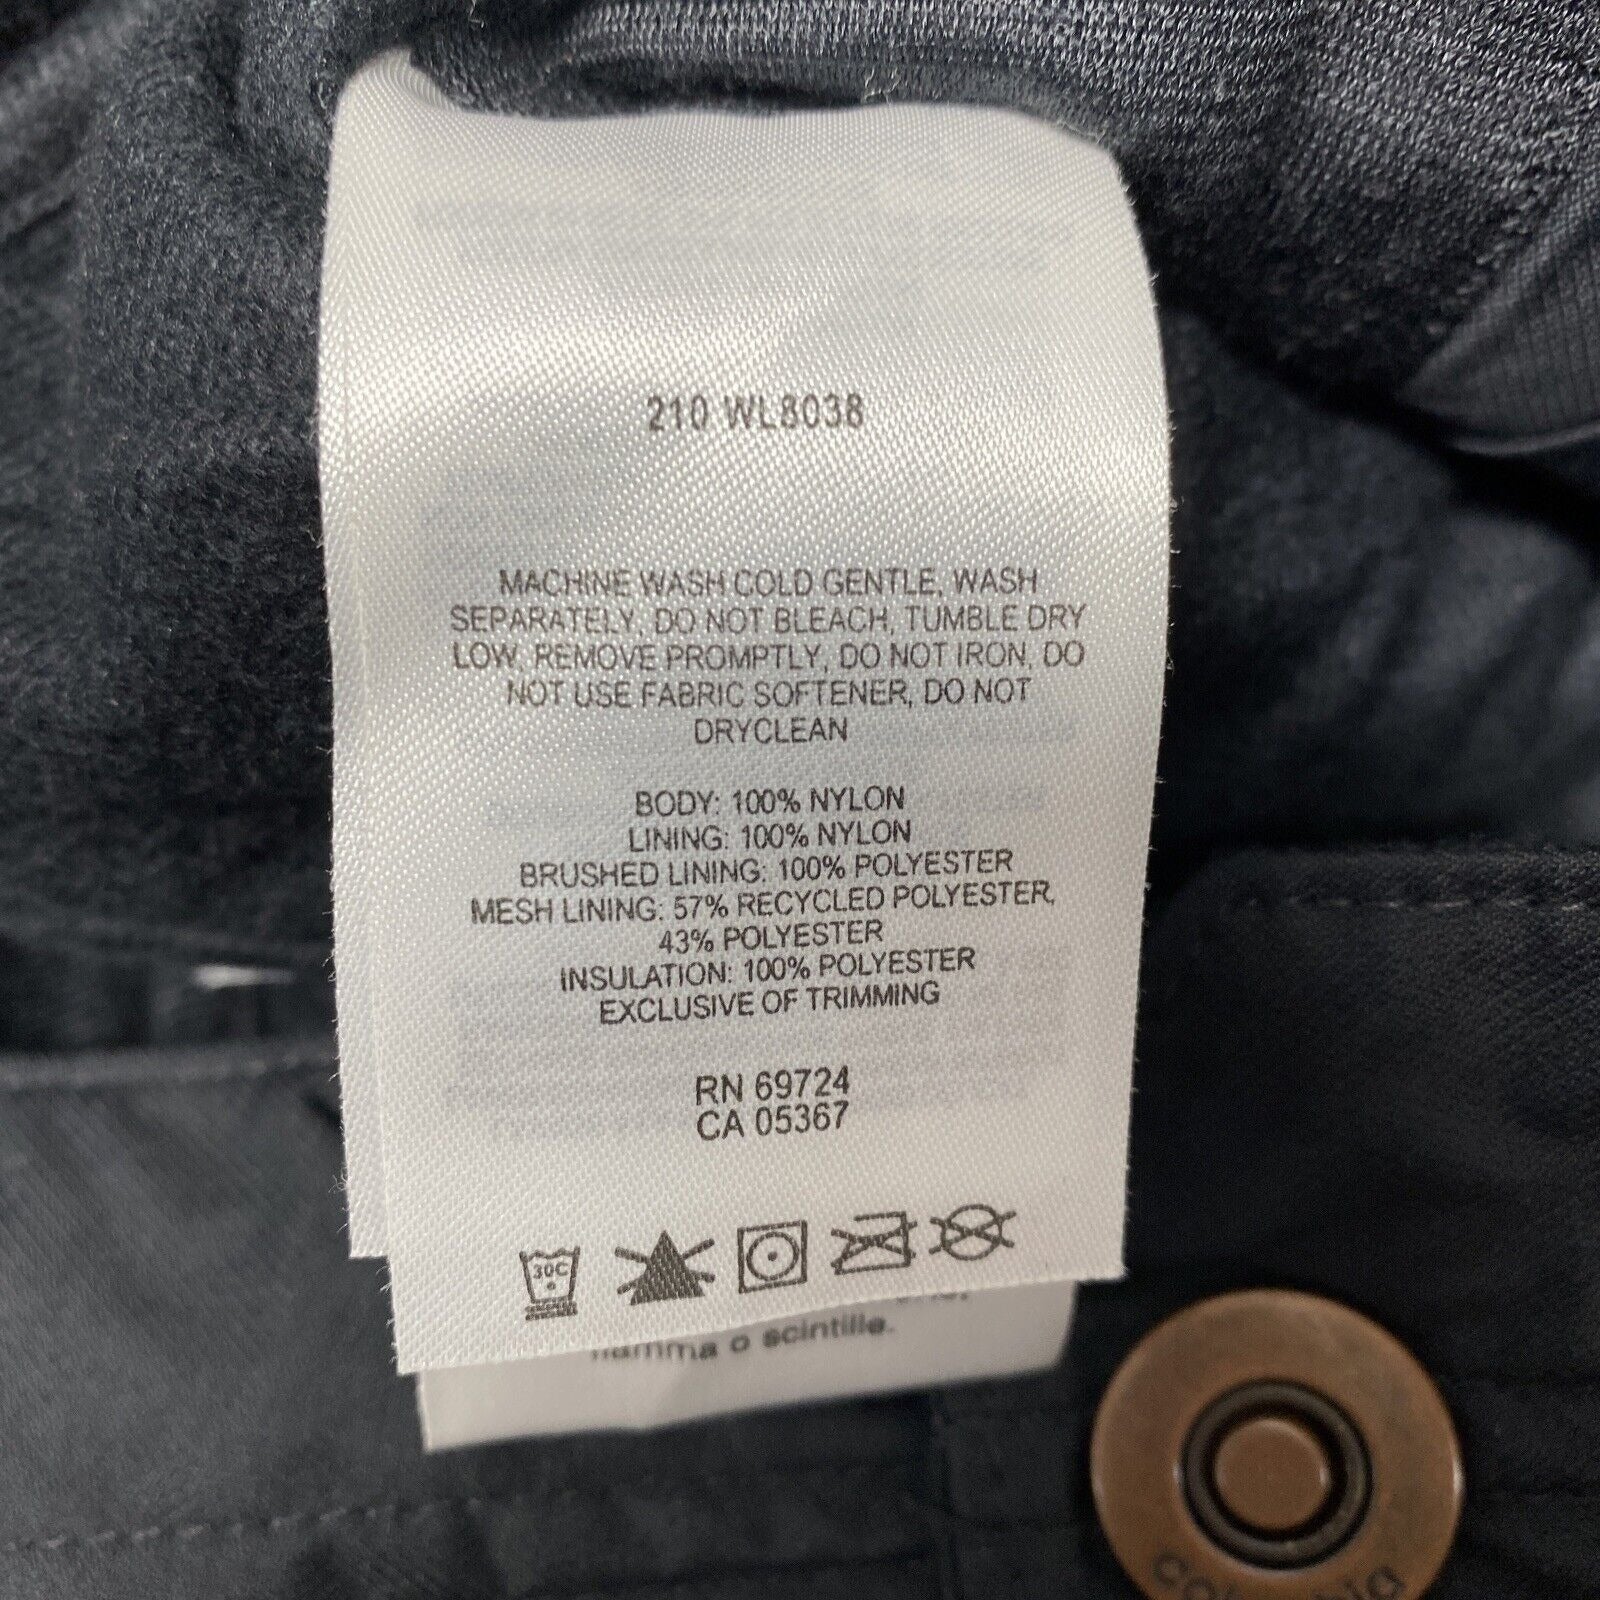 210 WL8038
MACHINE WASH COLD GENTLE, WASH
SEPARATELY, DO NOT BLEACH, TUMBLE DRY
LOW, REMOVE PROMPTLY, DO NOT IRON, DO
NOT USE FABRIC SOFTENER, DO NOT
DRYCLEAN
BODY: 100% NYLON
LINING: 100% NYLON
BRUSHED LINING: 100% POLYESTER
MESH LINING: 57% RECYCLED POLYESTER,
43% POLYESTER
INSULATION: 100% POLYESTER
EXCLUSIVE OF TRIMMING
RN 69724
CA 05367
30C
fiamma o scintille.